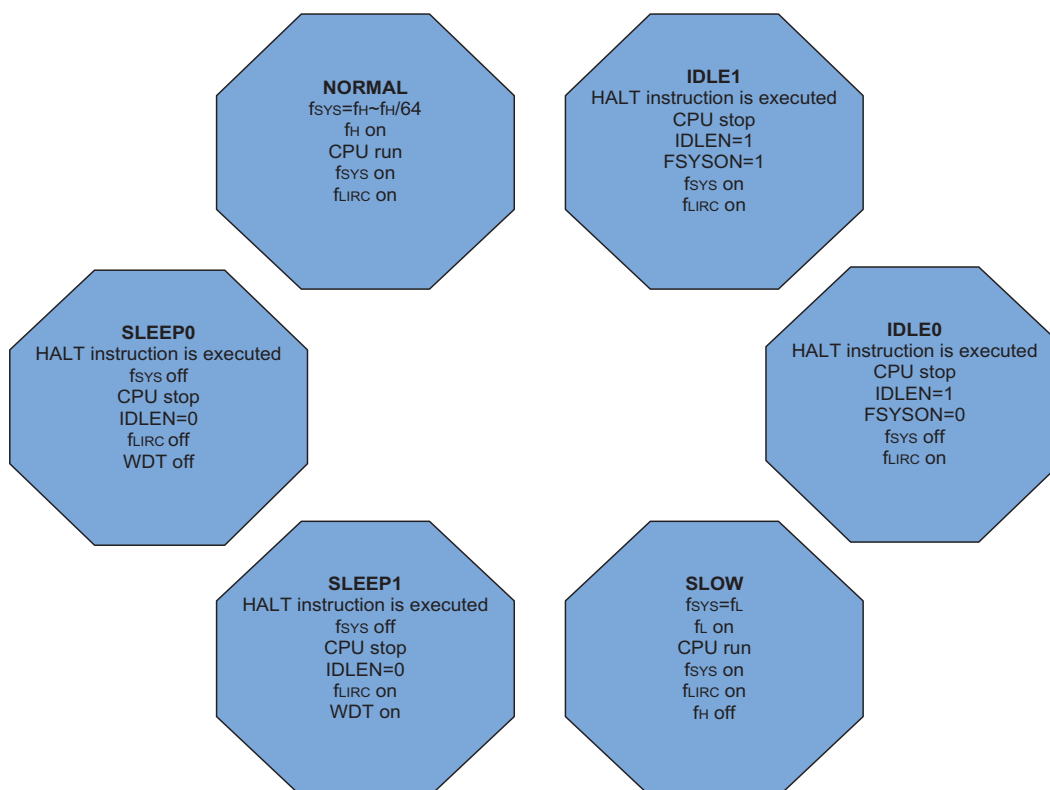 NORMAL
fSYS=fH~fH/64
fH on
CPU run
fSYS on
fLIRC on
IDLE1
HALT instruction is executed
CPU stop
IDLEN=1
FSYSON=1
fSYS on
fLIRC on
SLEEP0
HALT instruction is executed
fSYS off
CPU stop
IDLEN=0
fLIRC off
WDT off
IDLE0
HALT instruction is executed
CPU stop
IDLEN=1
FSYSON=0
fSYS off
fLIRC on
SLEEP1
HALT instruction is executed
fSYS off
CPU stop
IDLEN=0
fLIRC on
WDT on
SLOW
fSYS=fL
fL on
CPU run
fSYS on
fLIRC on
fH off